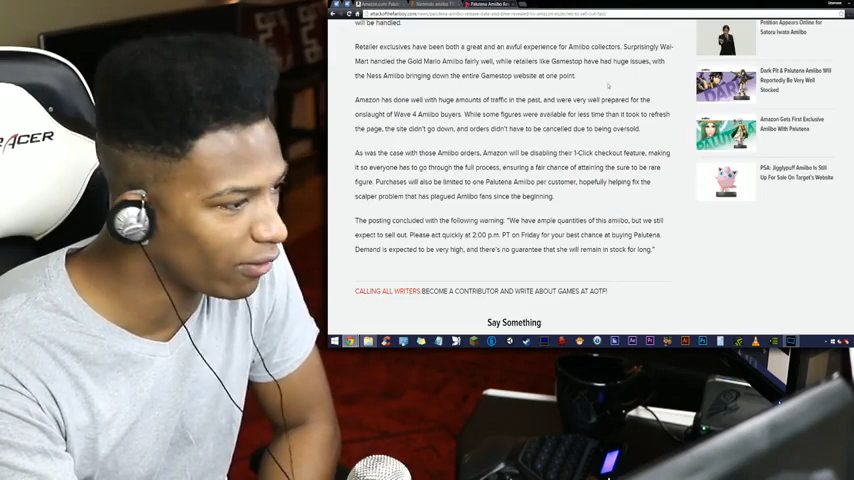 Amazon.com: Palut
Nintendo amiibo
Palutena Amiibo Re
attackofthefanboy.com
will be handled.
Retailer exclusives have been both a great and an awful experience for Amiibo collectors. Surprisingly Wal-
Mart handled the Gold Mario Amiibo fairly well, while retailers like Gamestop have had huge issues, with
the Ness Amiibo bringing down the entire Gamestop website at one point.
Amazon has done well with huge amounts of traffic in the past, and were very well prepared for the
onslaught of Wave 4 Amiibo buyers. While some figures were available for less time than it took to refresh
the page, the site didn't go down, and orders didn't have to be cancelled due to being oversold.
As was the case with those Amiibo orders, Amazon will be disabling their 1-Click checkout feature, making
it so everyone has to go through the full process, ensuring a fair chance of attaining the sure to be rare
figure. Purchases will also be limited to one Palutena Amiibo per customer, hopefully helping fix the
scalper problem that has plagued Amiibo fans since the beginning.
The posting concluded with the following warning: "We have ample quantities of this amiibo, but we still
expect to sell out. Please act quickly at 2:00 p.m. PT on Friday for your best chance at buying Palutena.
Demand is expected to be very high, and there's no guarantee that she will remain in stock for long."
CALLING ALL WRITERS. BECOME A CONTRIBUTOR AND WRITE ABOUT GAMES AT AOTF!
Say Something
Petition Appears Online for
Satoru Iwata Amiibo
Dark Pit & Palutena Amiibo Will
Reportedly Be Very Well
Stocked
Amazon Gets First Exclusive
Amiibo With Palutena
PSA: Jigglypuff Amiibo Is Still
Up For Sale On Target's Website
RACER